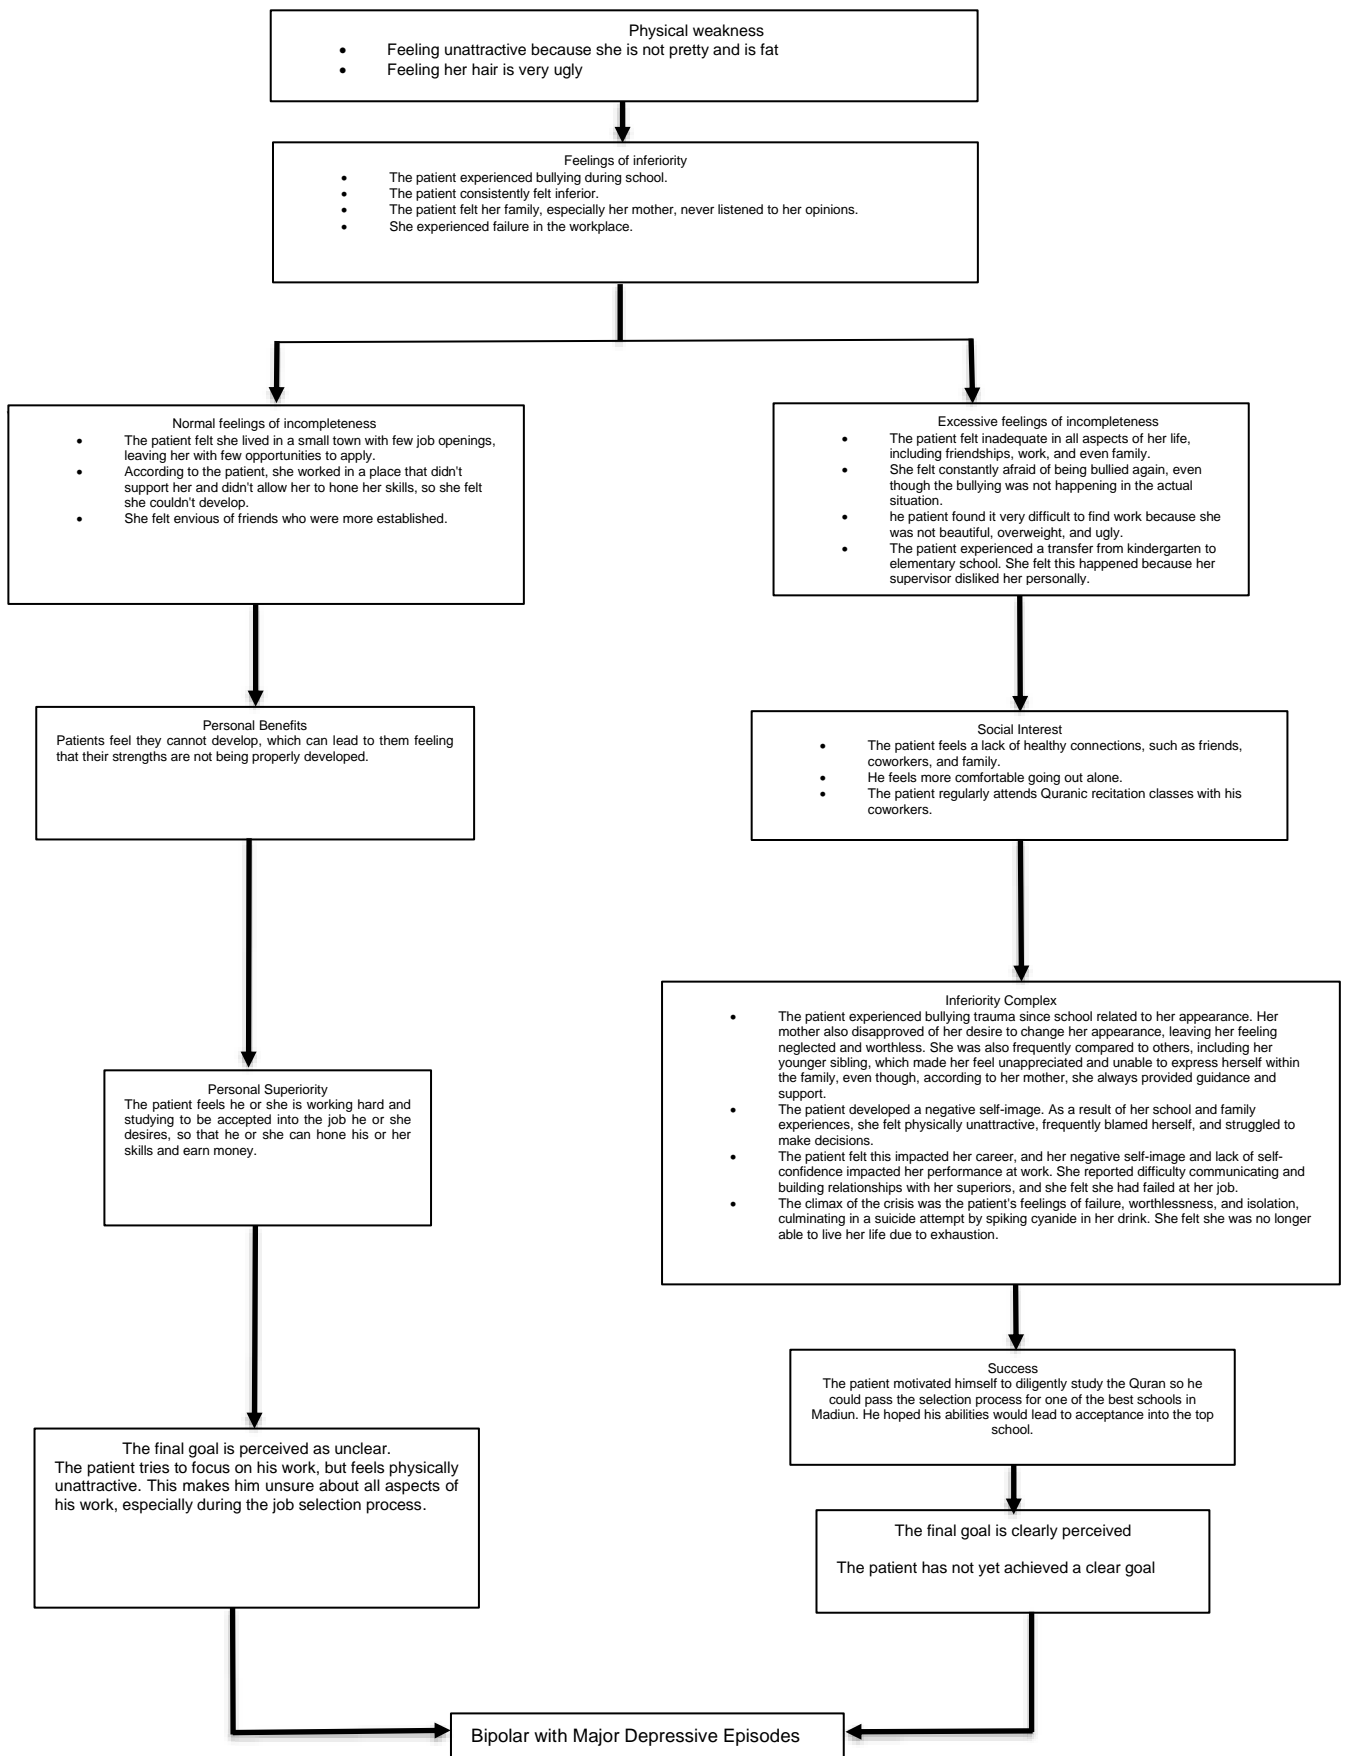 Physical weakness
• Feeling unattractive because she is not pretty and is fat
• Feeling her hair is very ugly
Feelings of inferiority
• The patient experienced bullying during school.
• The patient consistently felt inferior.
• The patient felt her family, especially her mother, never listened to her opinions.
• She experienced failure in the workplace.
Normal feelings of incompleteness
• The patient felt she lived in a small town with few job openings,
leaving her with few opportunities to apply.
• According to the patient, she worked in a place that didn't
support her and didn't allow her to hone her skills, so she felt
she couldn't develop.
• She felt envious of friends who were more established.
Excessive feelings of incompleteness
• The patient felt inadequate in all aspects of her life,
including friendships, work, and even family.
• She felt constantly afraid of being bullied again, even
though the bullying was not happening in the actual
situation.
• he patient found it very difficult to find work because she
was not beautiful, overweight, and ugly.
• The patient experienced a transfer from kindergarten to
elementary school. She felt this happened because her
supervisor disliked her personally.
Personal Benefits
Patients feel they cannot develop, which can lead to them feeling
that their strengths are not being properly developed.
Social Interest
• The patient feels a lack of healthy connections, such as friends,
coworkers, and family.
• He feels more comfortable going out alone.
• The patient regularly attends Quranic recitation classes with his
coworkers.
Personal Superiority
The patient feels he or she is working hard and
studying to be accepted into the job he or she
desires, so that he or she can hone his or her
skills and earn money.
Inferiority Complex
• The patient experienced bullying trauma since school related to her appearance. Her
mother also disapproved of her desire to change her appearance, leaving her feeling
neglected and worthless. She was also frequently compared to others, including her
younger sibling, which made her feel unappreciated and unable to express herself within
the family, even though, according to her mother, she always provided guidance and
support.
• The patient developed a negative self-image. As a result of her school and family
experiences, she felt physically unattractive, frequently blamed herself, and struggled to
make decisions.
• The patient felt this impacted her career, and her negative self-image and lack of self-
confidence impacted her performance at work. She reported difficulty communicating and
building relationships with her superiors, and she felt she had failed at her job.
• The climax of the crisis was the patient's feelings of failure, worthlessness, and isolation,
culminating in a suicide attempt by spiking cyanide in her drink. She felt she was no longer
able to live her life due to exhaustion.
Success
The patient motivated himself to diligently study the Quran so he
could pass the selection process for one of the best schools in
Madiun. He hoped his abilities would lead to acceptance into the top
school.
The final goal is perceived as unclear.
The patient tries to focus on his work, but feels physically
unattractive. This makes him unsure about all aspects of
his work, especially during the job selection process.
The final goal is clearly perceived
The patient has not yet achieved a clear goal
Bipolar with Major Depressive Episodes